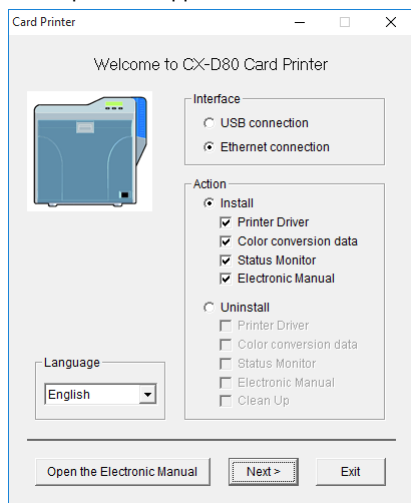 Card Printer
Welcome to CX-D80 Card Printer
Interface
USB connection
Ethernet connection
Action
Install
Printer Driver
Color conversion data
Status Monitor
Electronic Manual
Uninstall
Printer Driver
Color conversion data
Status Monitor
Electronic Manual
Clean Up
Language
English
Open the Electronic Manual
Next >
Exit